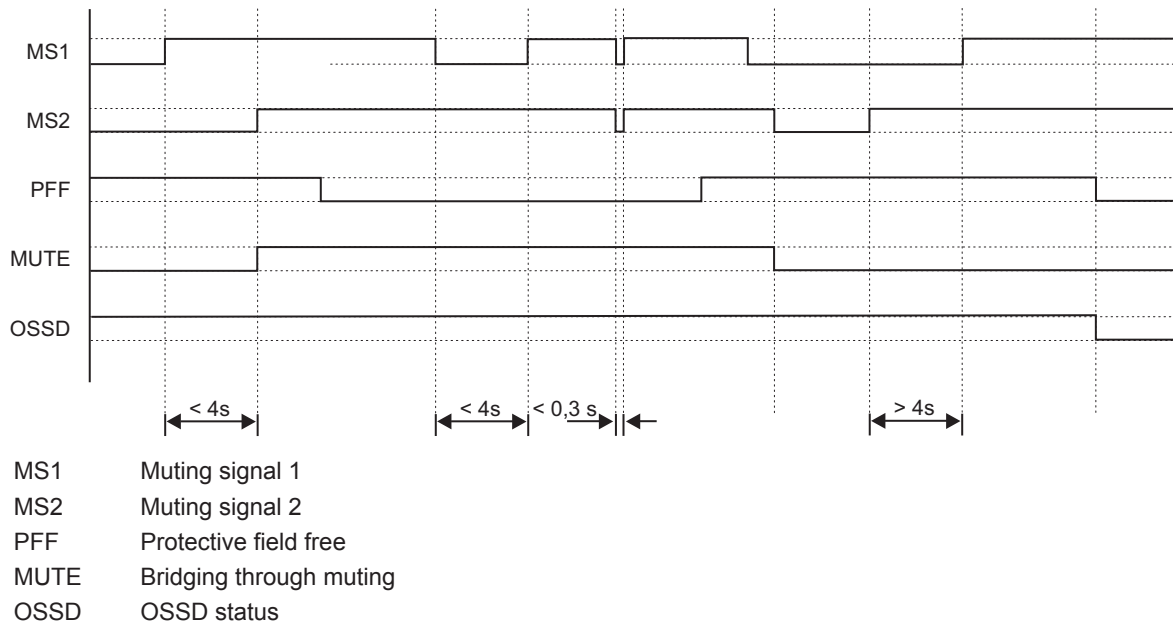 MS1
MS2
PFF
MUTE
OSSD
< 4s < 4s < 0,3 s > 4s
MS1 Muting signal 1
MS2 Muting signal 2
PFF Protective field free
MUTE Bridging through muting
OSSD OSSD status